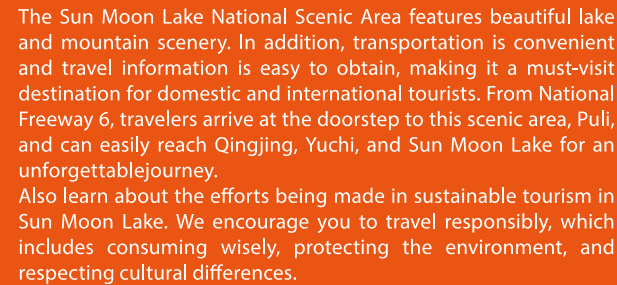 The Sun Moon Lake National Scenic Area features beautiful lake
and mountain scenery. In addition, transportation is convenient
and travel information is easy to obtain, making it a must-visit
destination for domestic and international tourists. From National
Freeway 6, travelers arrive at the doorstep to this scenic area, Puli,
and can easily reach Qingjing, Yuchi, and Sun Moon Lake for an
unforgettablejourney.
Also learn about the efforts being made in sustainable tourism in
Sun Moon Lake. We encourage you to travel responsibly, which
includes consuming wisely, protecting the environment, and
respecting cultural differences.